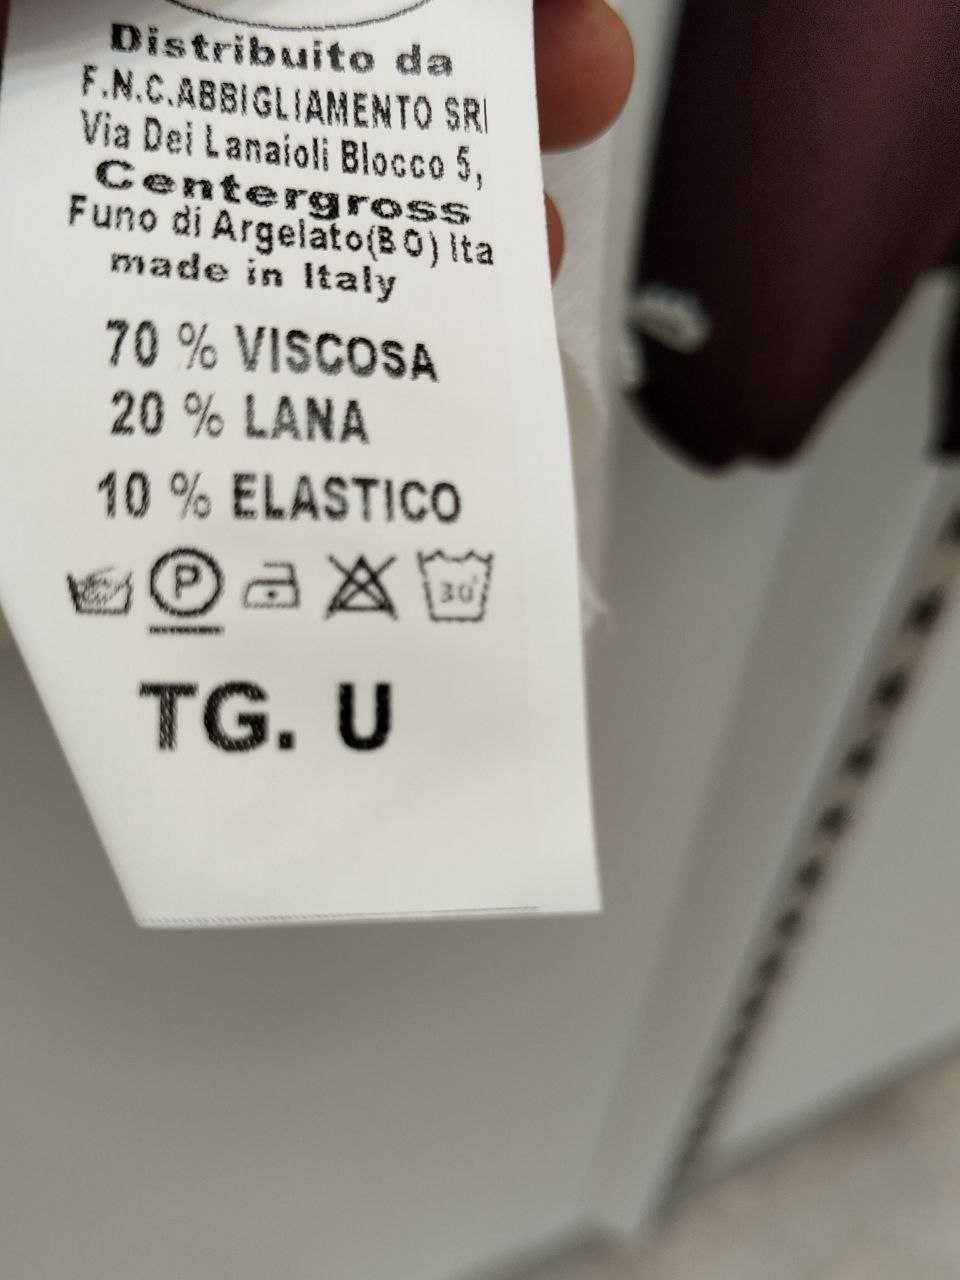 Distribuito da
F.N.C.ABBIGLIAMENTO SRl
Via Dei Lanaioli Blocco 5,
Centergross
Funo di Argelato(BO) Ita
made in Italy
70 % VISCOSA
20 % LANA
10 % ELASTICO
P 30°
TG. U